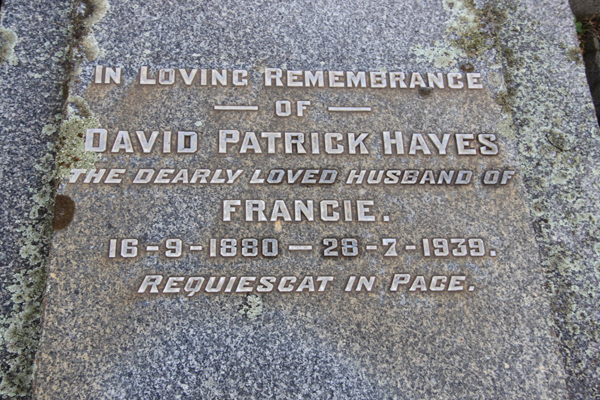 In Loving Remembrance
— OF —
David Patrick Hayes
THE DEARLY LOVED HUSBAND OF
FRANCIE.
16-9-1880 — 28-7-1939.
Requiescat in Pace.